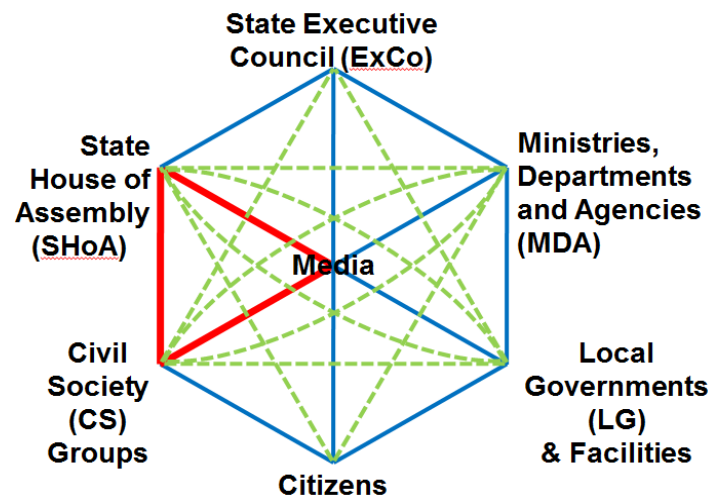 State Executive
Council (ExCo)
State
House of
Assembly
(SHoA)
Ministries,
Departments
and Agencies
(MDA)
Media
Civil
Society
(CS)
Groups
Local
Governments
(LG)
& Facilities
Citizens